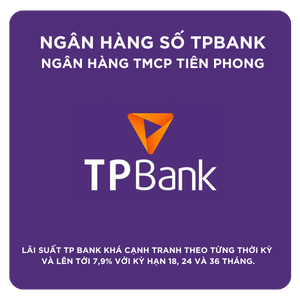 NGÂN HÀNG SỐ TPBANK
NGÂN HÀNG TMCP TIÊN PHONG
TPBank
LÃI SUẤT TP BANK KHÁ CẠNH TRANH THEO TỪNG THỜI KỲ
VÀ LÊN TỚI 7,9% VỚI KỲ HẠN 18, 24 VÀ 36 THÁNG.